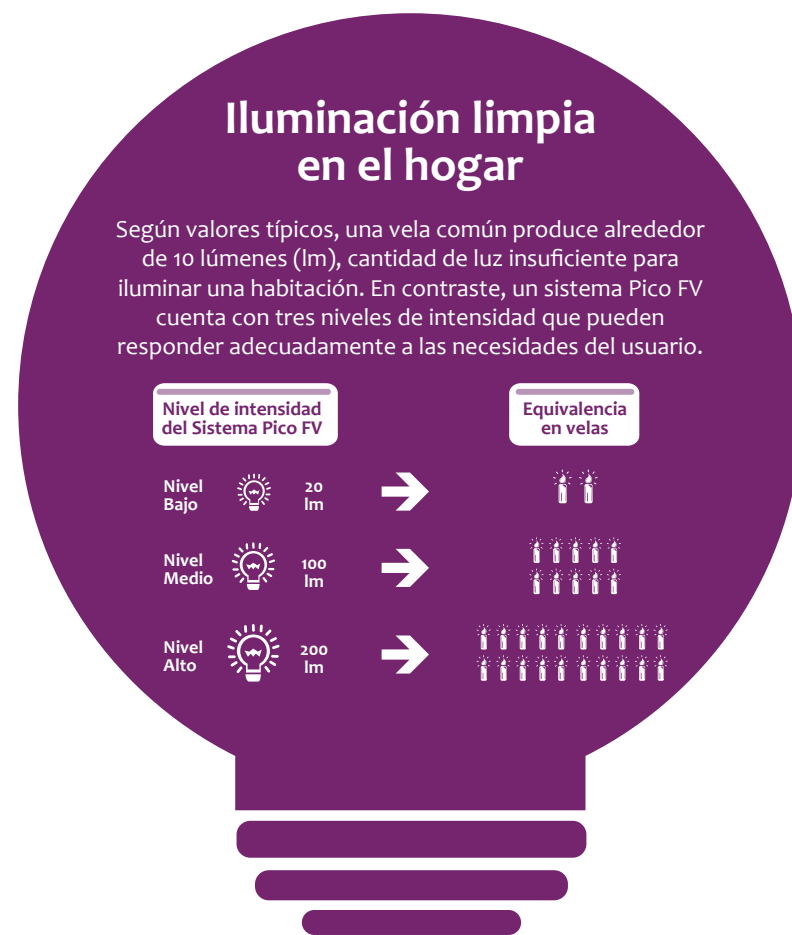 Iluminación limpia
en el hogar
Según valores típicos, una vela común produce alrededor
de 10 lúmenes (lm), cantidad de luz insuficiente para
iluminar una habitación. En contraste, un sistema Pico FV
cuenta con tres niveles de intensidad que pueden
responder adecuadamente a las necesidades del usuario.
Nivel de intensidad
del Sistema Pico FV
Equivalencia
en velas
Nivel
Bajo
20
lm
Nivel
Medio
100
lm
Nivel
Alto
200
lm